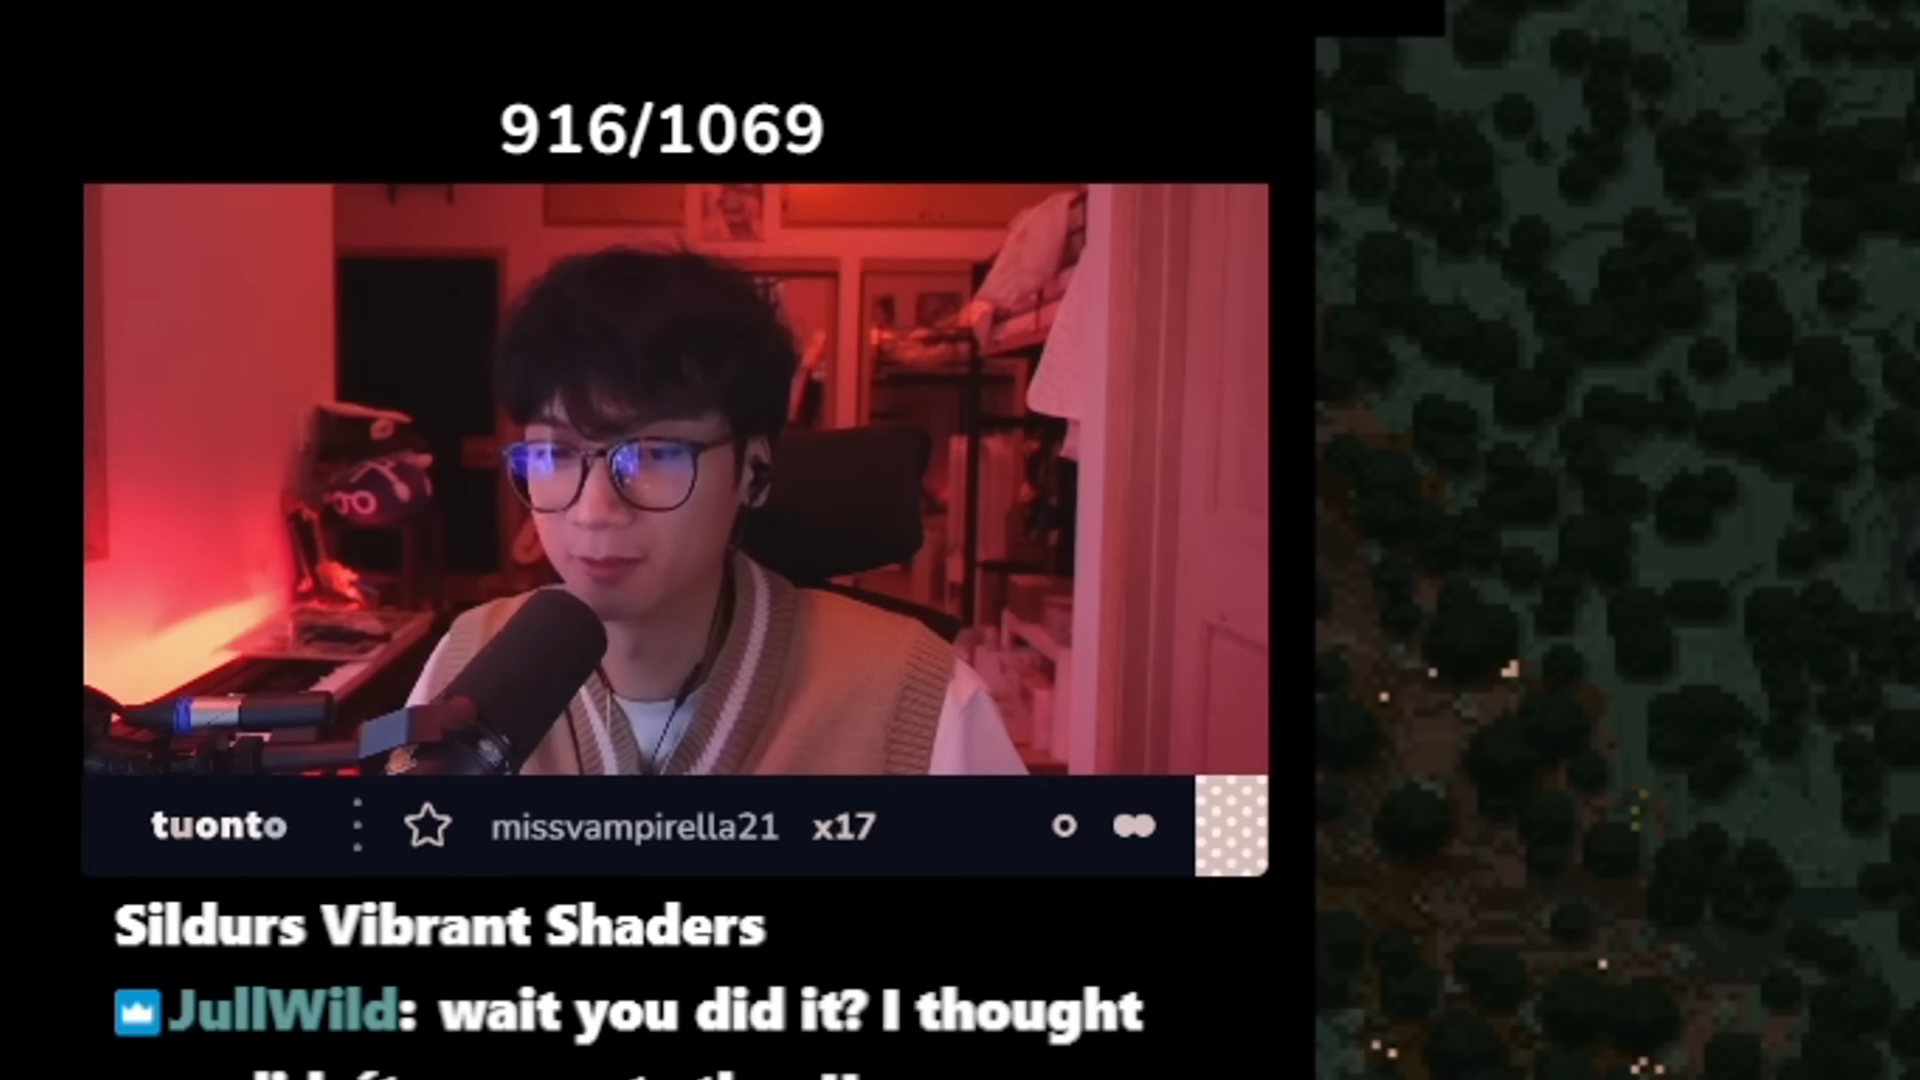 916/1069
tuonto missvampirella21 x17
Sildurs Vibrant Shaders
JullWild: wait you did it? I thought